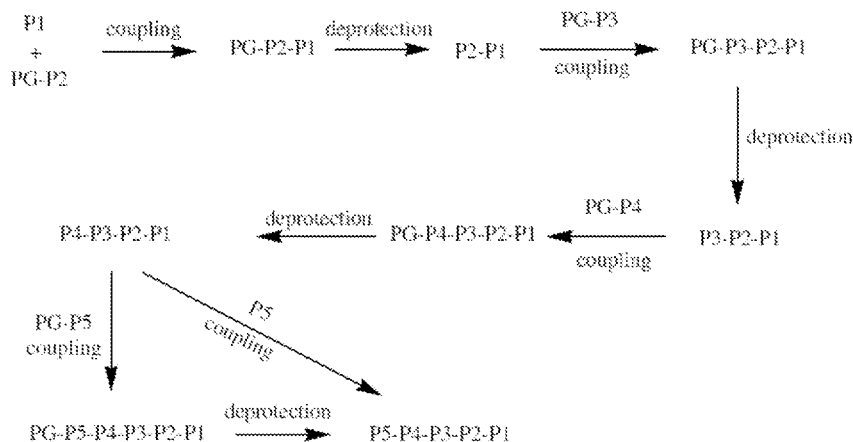 P1
+
PG-P2
coupling
PG-P2-P1
deprotection
P2-P1
PG-P3
coupling
PG-P3-P2-P1
deprotection
P3-P2-P1
PG-P4
coupling
PG-P4-P3-P2-P1
deprotection
P4-P3-P2-P1
PG-P5
coupling
P5
coupling
PG-P5-P4-P3-P2-P1
deprotection
P5-P4-P3-P2-P1